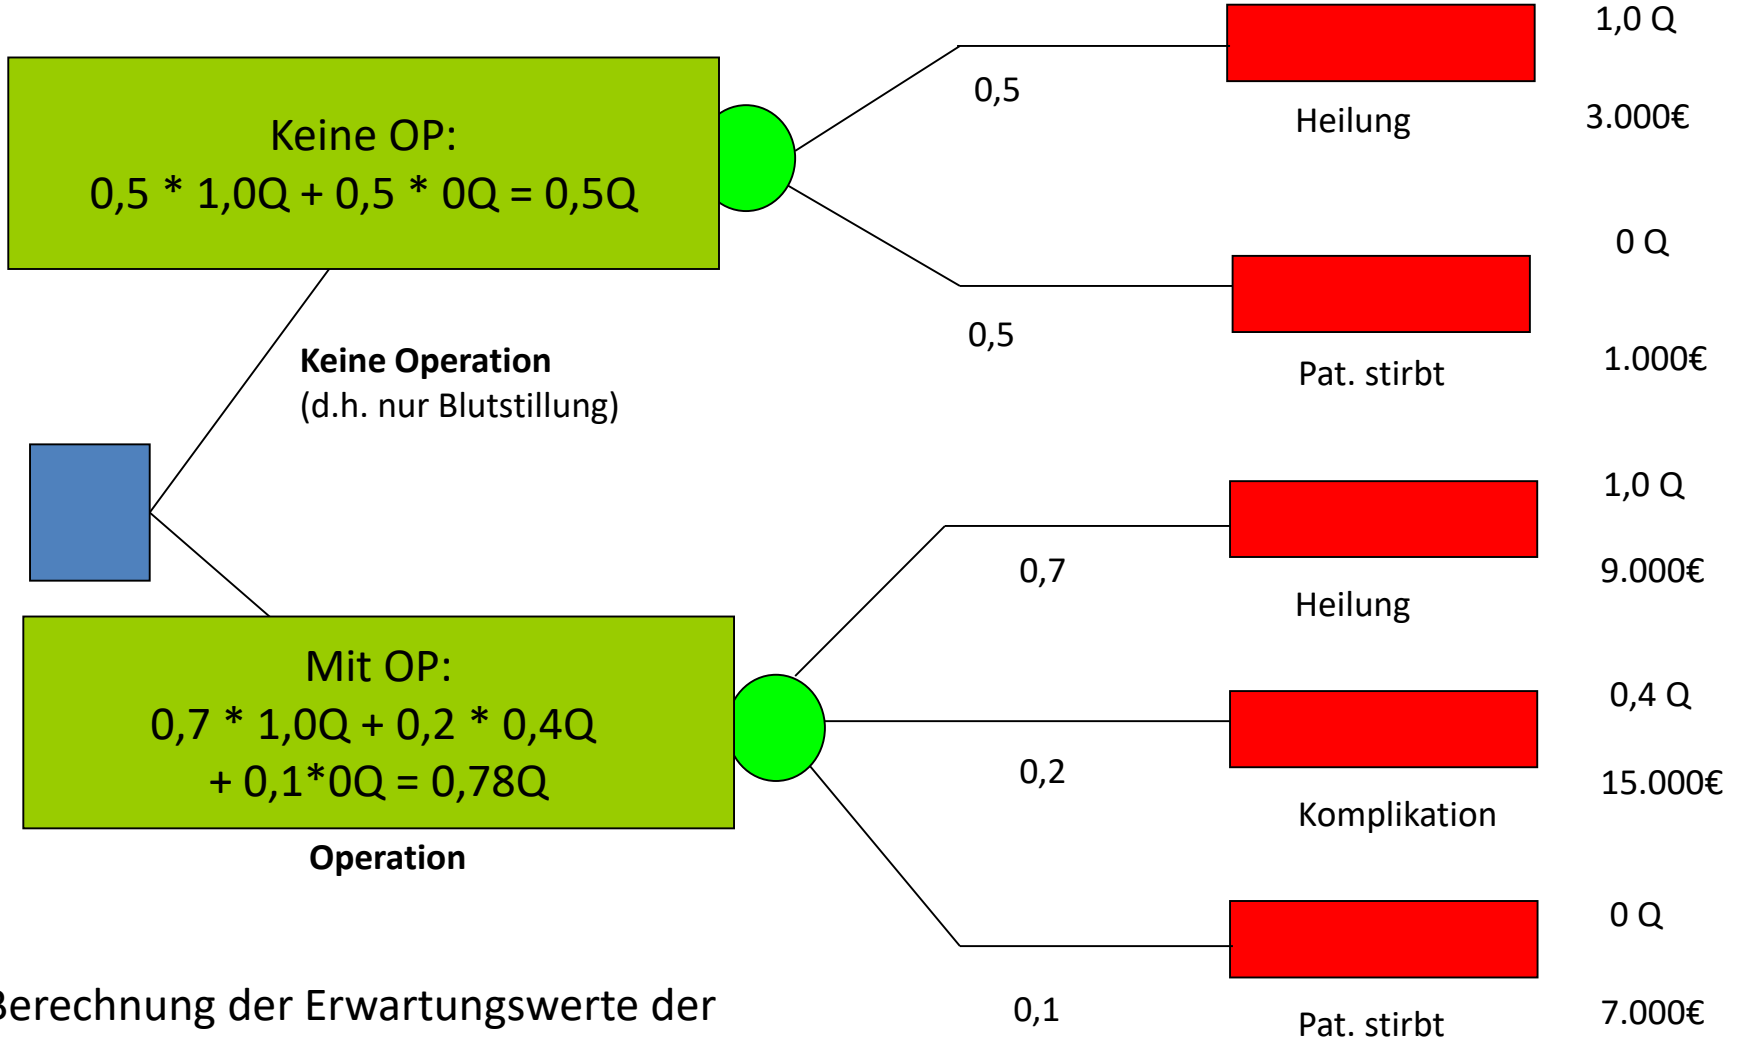 1,0 Q
0,5
Keine OP:
0,5 * 1,0Q + 0,5 * 0Q = 0,5Q
Heilung
3.000€
0 Q
0,5
Keine Operation
(d.h. nur Blutstillung)
Pat. stirbt
1.000€
1,0 Q
0,7
9.000€
Heilung
Mit OP:
0,7 * 1,0Q + 0,2 * 0,4Q
+ 0,1*0Q = 0,78Q
Operation
0,4 Q
0,2
15.000€
Komplikation
0 Q
Berechnung der Erwartungswerte der
0,1
Pat. stirbt
7.000€